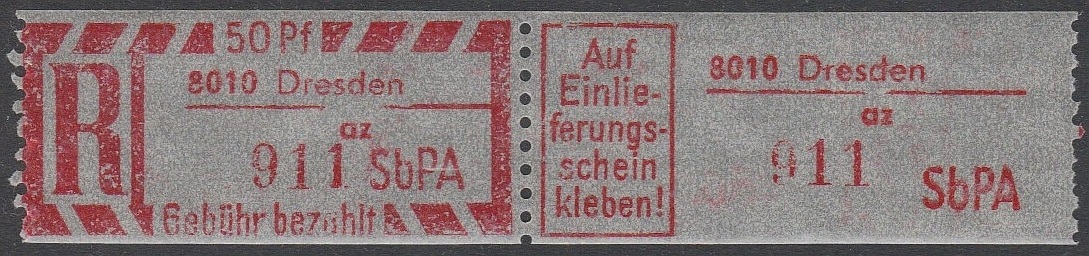 50 Pf
R
8010 Dresden
az
911 SbPA
Gebühr bezahlt
Auf
Einlie-
ferungs-
schein
kleben!
8010 Dresden
az
911
SbPA